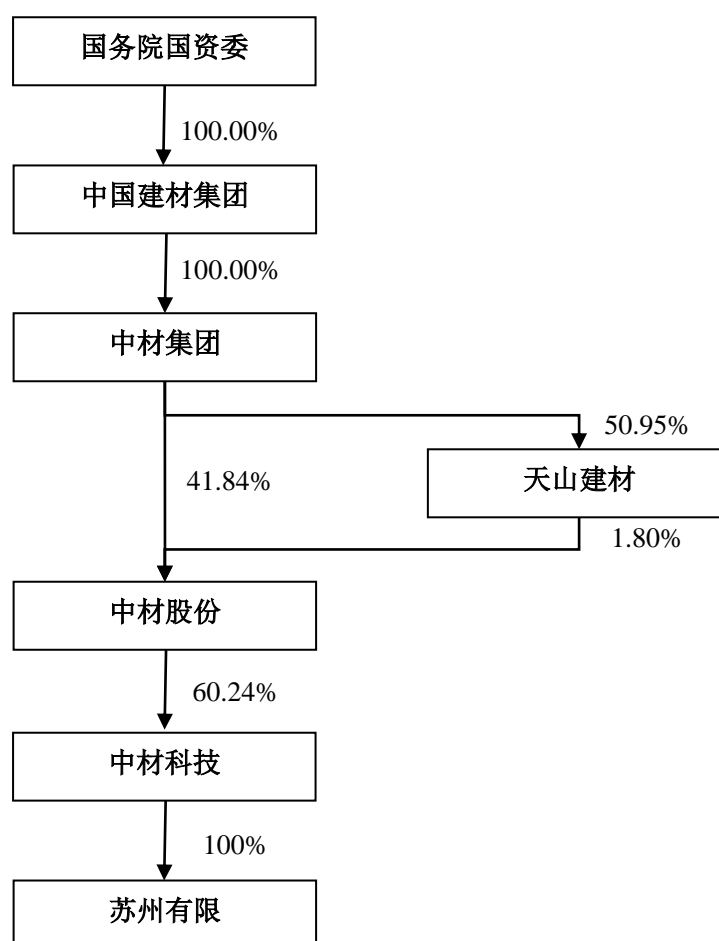 国务院国资委
100.00%
中国建材集团
100.00%
中材集团
50.95%
41.84%
天山建材
1.80%
中材股份
60.24%
中材科技
100%
苏州有限